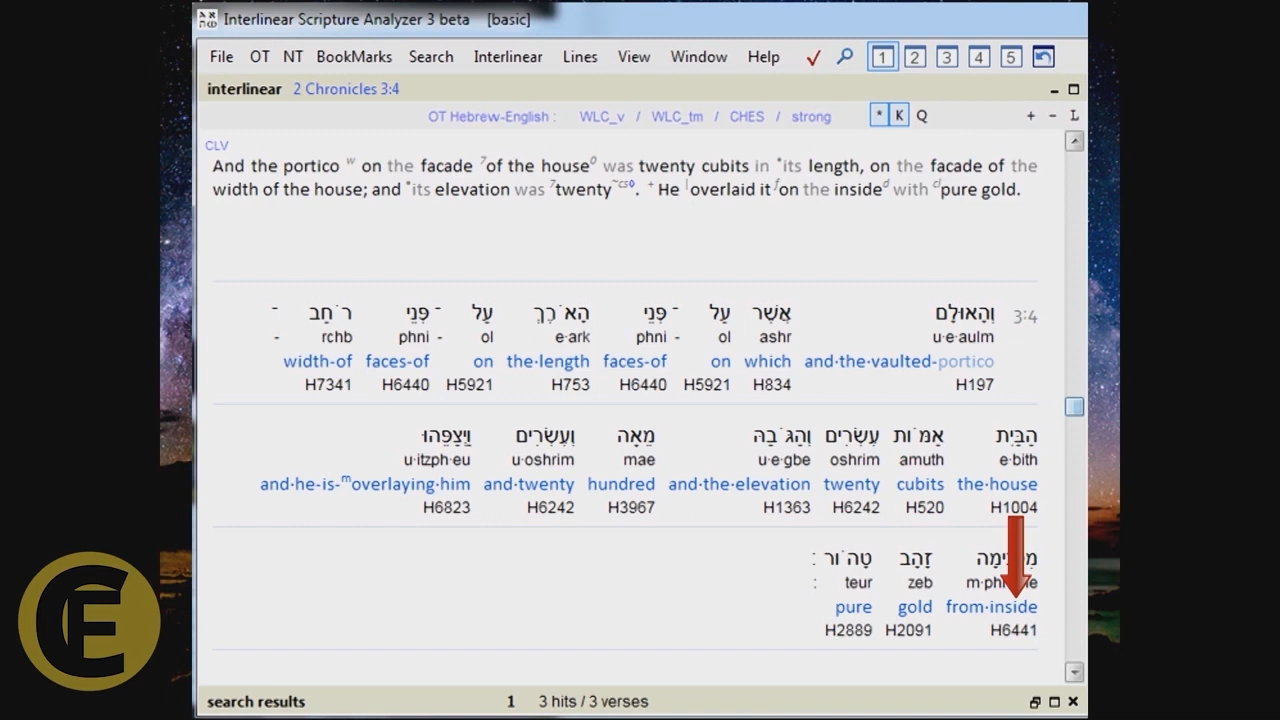 Interlinear Scripture Analyzer 3 beta [basic]
File OT NT BookMarks Search Interlinear Lines View Window Help 1 2 3 4 5
interlinear 2 Chronicles 3:4
OT Hebrew-English : WLC_v / WLC_tm / CHES / strong * K Q + - L
CLV
And the portico w on the facade 7 of the house o was twenty cubits in *its length, on the facade of the
width of the house; and *its elevation was 7 twenty ~cs0. + He | overlaid it f on the inside d with cl pure gold.
3:4 וְהָאוּלָם אֲשֶׁר עַל ־ פְּנֵי הָאֹרֶךְ עַל ־ פְּנֵי רֹחַב ־
- rchb phni - ol e·ark phni - ol ashr u·e·aulm
width-of faces-of on the·length faces-of on which and·the·vaulted-portico
H7341 H6440 H5921 H753 H6440 H5921 H834 H197
הַבַּיִת אַמּוֹת עֶשְׂרִים וְהַגֹּבַהּ מֵאָה וְעֶשְׂרִים וַיְצַפֵּהוּ
u·itzph·eu u·oshrim mae u·e·gbe oshrim amuth e·bith
and·he-is-m overlaying·him and·twenty hundred and·the·elevation twenty cubits the·house
H6823 H6242 H3967 H1363 H6242 H520 H1004
זָהָב טָהוֹר :
: teur zeb
pure gold from·inside
H2889 H2091 H6441
search results 1 3 hits / 3 verses
CF